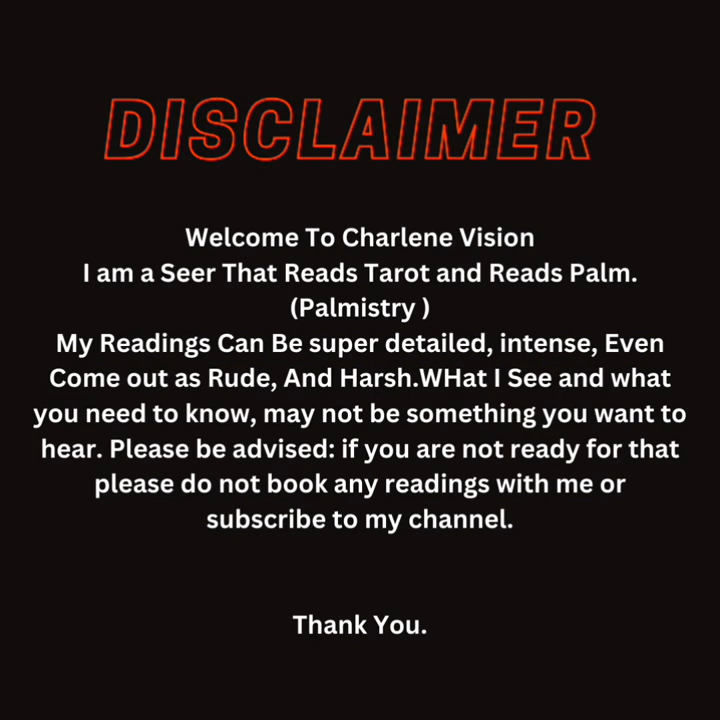 DISCLAIMER
Welcome To Charlene Vision
I am a Seer That Reads Tarot and Reads Palm.
(Palmistry )
My Readings Can Be super detailed, intense, Even
Come out as Rude, And Harsh.WHat I See and what
you need to know, may not be something you want to
hear. Please be advised: if you are not ready for that
please do not book any readings with me or
subscribe to my channel.
Thank You.